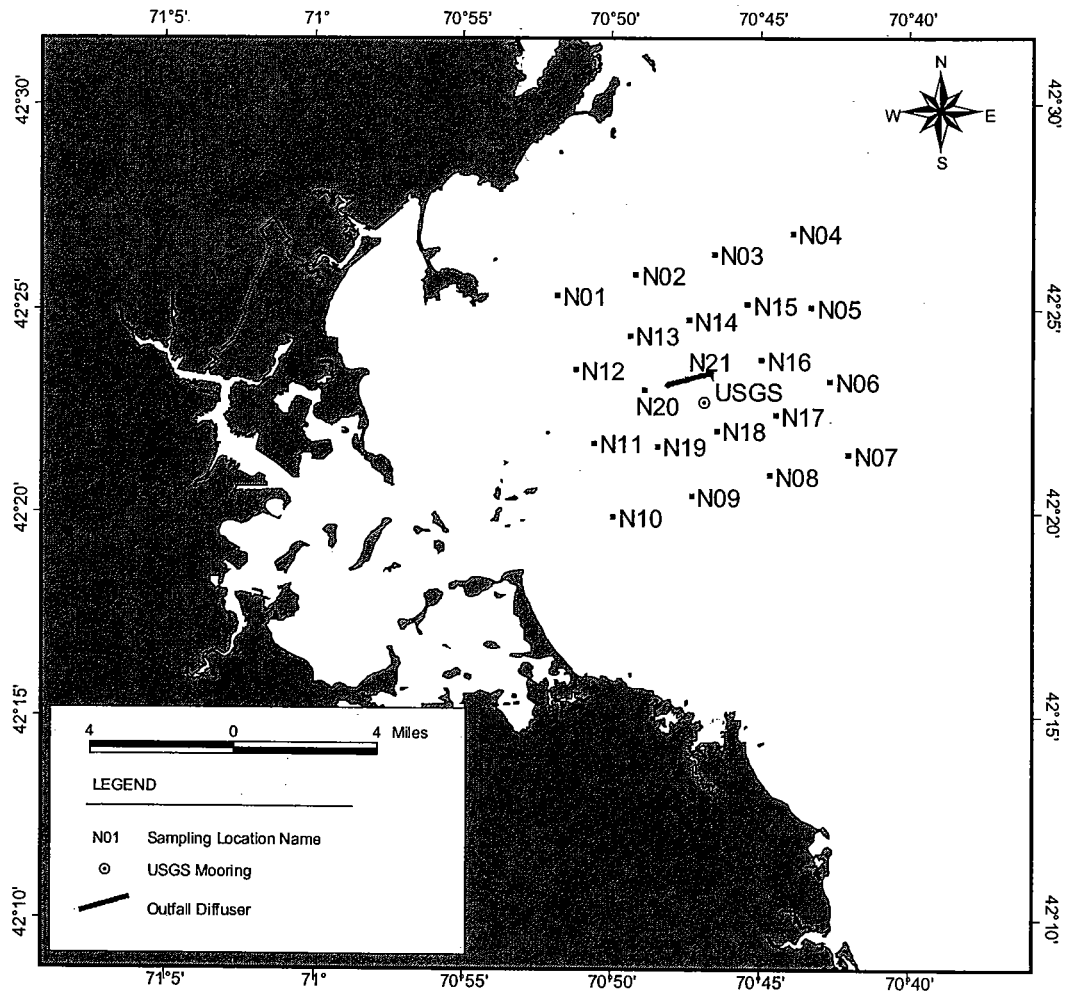 71°5' 71° 70°55' 70°50' 70°45' 70°40'
42°30' 42°30'
N
W E
S
N04
N03
N02
N01
42°25' 42°25'
N15 N05
N14
N13
N21 N16
N12
N06
USGS
N20
N17
N18
N11 N19
N07
N08
N09
N10
42°20' 42°20'
42°15' 42°15'
4 0 4 Miles
LEGEND
N01 Sampling Location Name
USGS Mooring
Outfall Diffuser
42°10' 42°10'
71°5' 71° 70°55' 70°50' 70°45' 70°40'